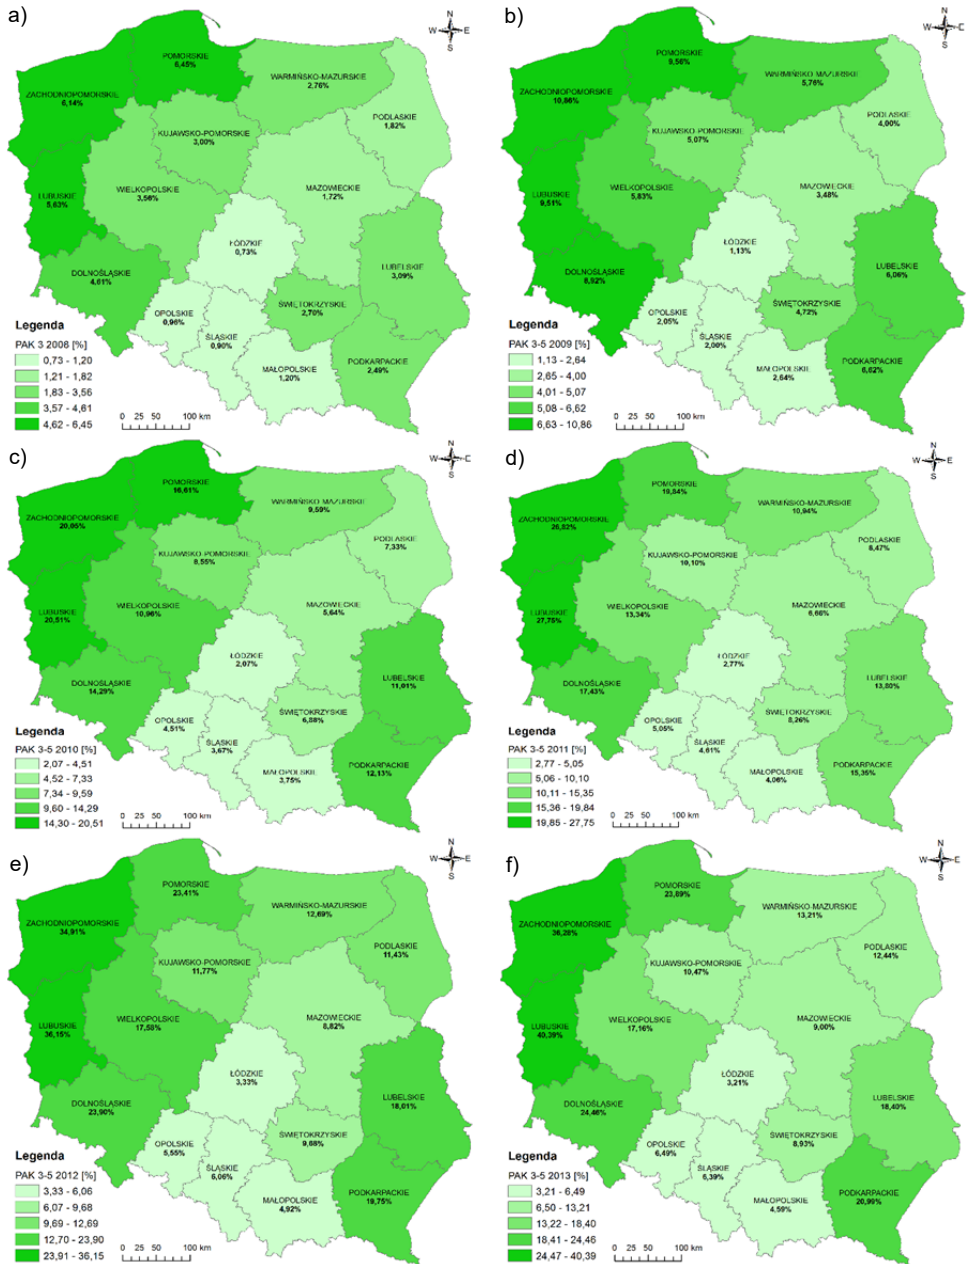 a)
N
W E
S
POMORSKIE
6,45%
WARMIŃSKO-MAZURSKIE
2,76%
ZACHODNIOPOMORSKIE
6,14%
PODLASKIE
1,82%
KUJAWSKO-POMORSKIE
3,00%
LUBUSKIE
5,63%
WIELKOPOLSKIE
3,56%
MAZOWIECKIE
1,72%
ŁÓDZKIE
0,73%
LUBELSKIE
3,09%
DOLNOŚLĄSKIE
4,61%
OPOLSKIE
0,96%
ŚLĄSKIE
0,90%
ŚWIĘTOKRZYSKIE
2,70%
MAŁOPOLSKIE
1,20%
PODKARPACKIE
2,49%
Legenda
PAK 3 2008 [%]
0,73 - 1,20
1,21 - 1,82
1,83 - 3,56
3,57 - 4,61
4,62 - 6,45
0 25 50 100 km
b)
N
W E
S
POMORSKIE
9,56%
WARMIŃSKO-MAZURSKIE
5,76%
ZACHODNIOPOMORSKIE
10,86%
PODLASKIE
4,00%
KUJAWSKO-POMORSKIE
5,07%
LUBUSKIE
9,51%
WIELKOPOLSKIE
5,83%
MAZOWIECKIE
3,48%
ŁÓDZKIE
1,13%
LUBELSKIE
6,06%
DOLNOŚLĄSKIE
8,92%
OPOLSKIE
2,05%
ŚLĄSKIE
2,00%
ŚWIĘTOKRZYSKIE
4,72%
MAŁOPOLSKIE
2,64%
PODKARPACKIE
6,62%
Legenda
PAK 3-5 2009 [%]
1,13 - 2,64
2,65 - 4,00
4,01 - 5,07
5,08 - 6,62
6,63 - 10,86
0 25 50 100 km
c)
N
W E
S
POMORSKIE
16,61%
WARMIŃSKO-MAZURSKIE
9,59%
ZACHODNIOPOMORSKIE
20,05%
PODLASKIE
7,33%
KUJAWSKO-POMORSKIE
8,55%
LUBUSKIE
20,51%
WIELKOPOLSKIE
10,96%
MAZOWIECKIE
5,64%
ŁÓDZKIE
2,07%
LUBELSKIE
11,01%
DOLNOŚLĄSKIE
14,29%
OPOLSKIE
4,51%
ŚLĄSKIE
3,67%
ŚWIĘTOKRZYSKIE
6,88%
MAŁOPOLSKIE
3,75%
PODKARPACKIE
12,13%
Legenda
PAK 3-5 2010 [%]
2,07 - 4,51
4,52 - 7,33
7,34 - 9,59
9,60 - 14,29
14,30 - 20,51
0 25 50 100 km
d)
N
W E
S
POMORSKIE
19,84%
WARMIŃSKO-MAZURSKIE
10,94%
ZACHODNIOPOMORSKIE
26,82%
PODLASKIE
8,47%
KUJAWSKO-POMORSKIE
10,10%
LUBUSKIE
27,75%
WIELKOPOLSKIE
13,34%
MAZOWIECKIE
6,66%
ŁÓDZKIE
2,77%
LUBELSKIE
13,80%
DOLNOŚLĄSKIE
17,43%
OPOLSKIE
5,05%
ŚLĄSKIE
4,61%
ŚWIĘTOKRZYSKIE
8,26%
MAŁOPOLSKIE
4,06%
PODKARPACKIE
15,35%
Legenda
PAK 3-5 2011 [%]
2,77 - 5,05
5,06 - 10,10
10,11 - 15,35
15,36 - 19,84
19,85 - 27,75
0 25 50 100 km
e)
N
W E
S
POMORSKIE
23,41%
WARMIŃSKO-MAZURSKIE
12,69%
ZACHODNIOPOMORSKIE
34,91%
PODLASKIE
11,43%
KUJAWSKO-POMORSKIE
11,77%
LUBUSKIE
36,15%
WIELKOPOLSKIE
17,58%
MAZOWIECKIE
8,82%
ŁÓDZKIE
3,33%
LUBELSKIE
18,01%
DOLNOŚLĄSKIE
23,90%
OPOLSKIE
5,55%
ŚLĄSKIE
6,06%
ŚWIĘTOKRZYSKIE
9,68%
MAŁOPOLSKIE
4,92%
PODKARPACKIE
19,75%
Legenda
PAK 3-5 2012 [%]
3,33 - 6,06
6,07 - 9,68
9,69 - 12,69
12,70 - 23,90
23,91 - 36,15
0 25 50 100 km
f)
N
W E
S
POMORSKIE
23,89%
WARMIŃSKO-MAZURSKIE
13,21%
ZACHODNIOPOMORSKIE
36,28%
PODLASKIE
12,44%
KUJAWSKO-POMORSKIE
10,47%
LUBUSKIE
40,39%
WIELKOPOLSKIE
17,16%
MAZOWIECKIE
9,00%
ŁÓDZKIE
3,21%
LUBELSKIE
18,40%
DOLNOŚLĄSKIE
24,46%
OPOLSKIE
6,49%
ŚLĄSKIE
6,39%
ŚWIĘTOKRZYSKIE
8,93%
MAŁOPOLSKIE
4,59%
PODKARPACKIE
20,99%
Legenda
PAK 3-5 2013 [%]
3,21 - 6,49
6,50 - 13,21
13,22 - 18,40
18,41 - 24,46
24,47 - 40,39
0 25 50 100 km